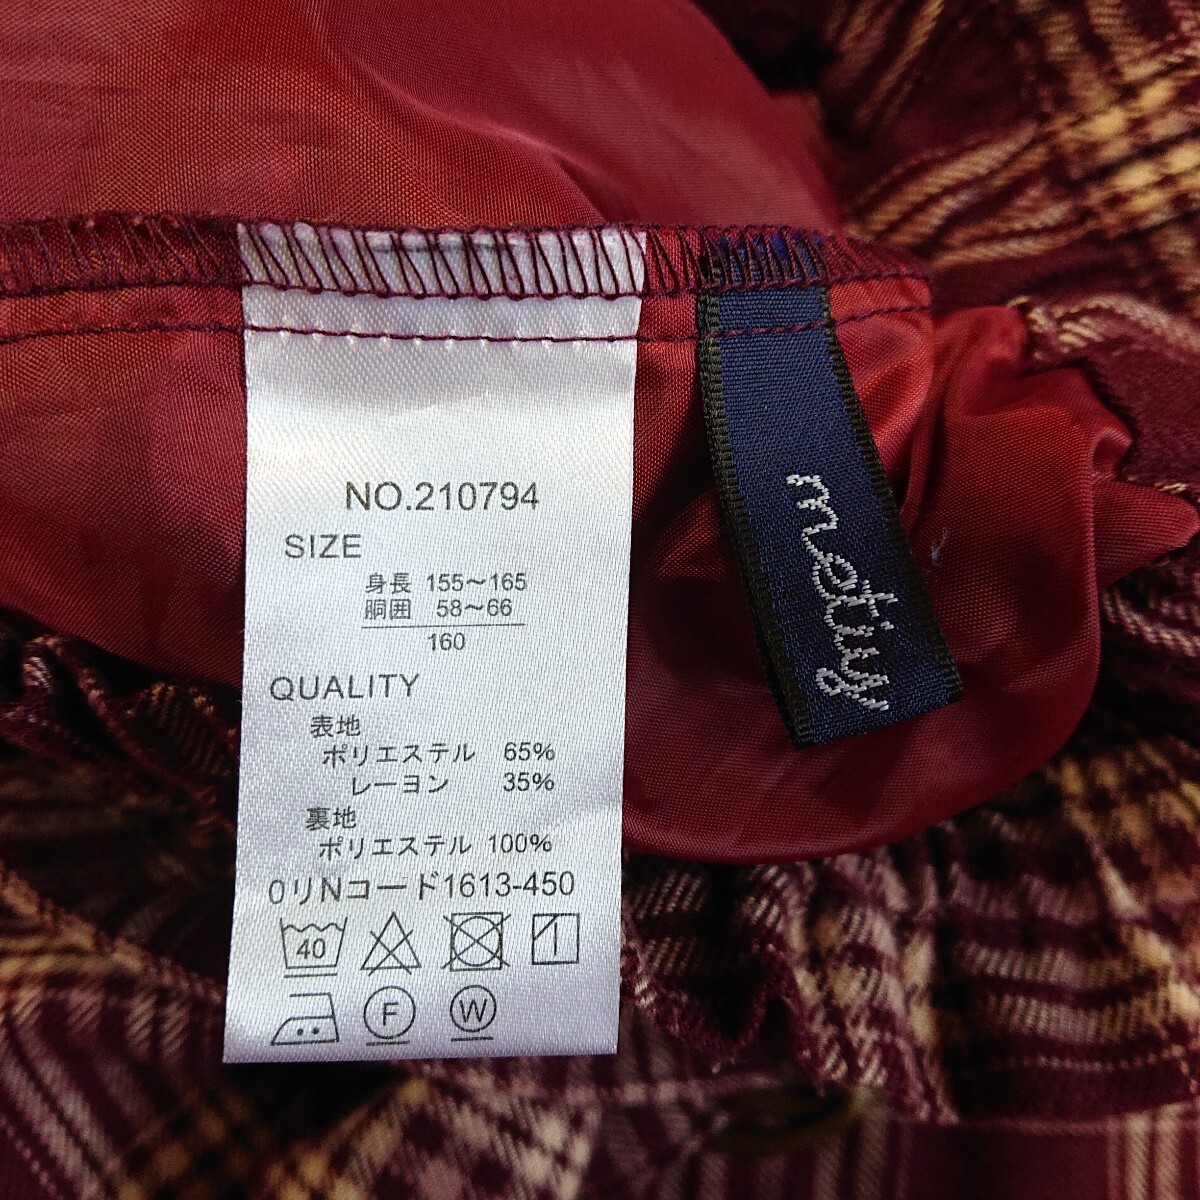 NO.210794
SIZE
身長 155～165
胴囲 58～66
160
QUALITY
表地
ポリエステル 65%
レーヨン 35%
裏地
ポリエステル 100%
0リNコード1613-450
40
F W